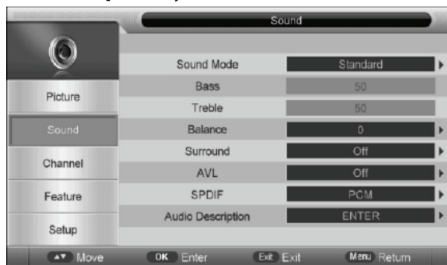 Sound
Picture
Sound
Channel
Feature
Setup
Sound Mode Standard
Bass 50
Treble 50
Balance 0
Surround Off
AVL Off
SPDIF PCM
Audio Description ENTER
Move OK Enter Exit Exit Menu Return